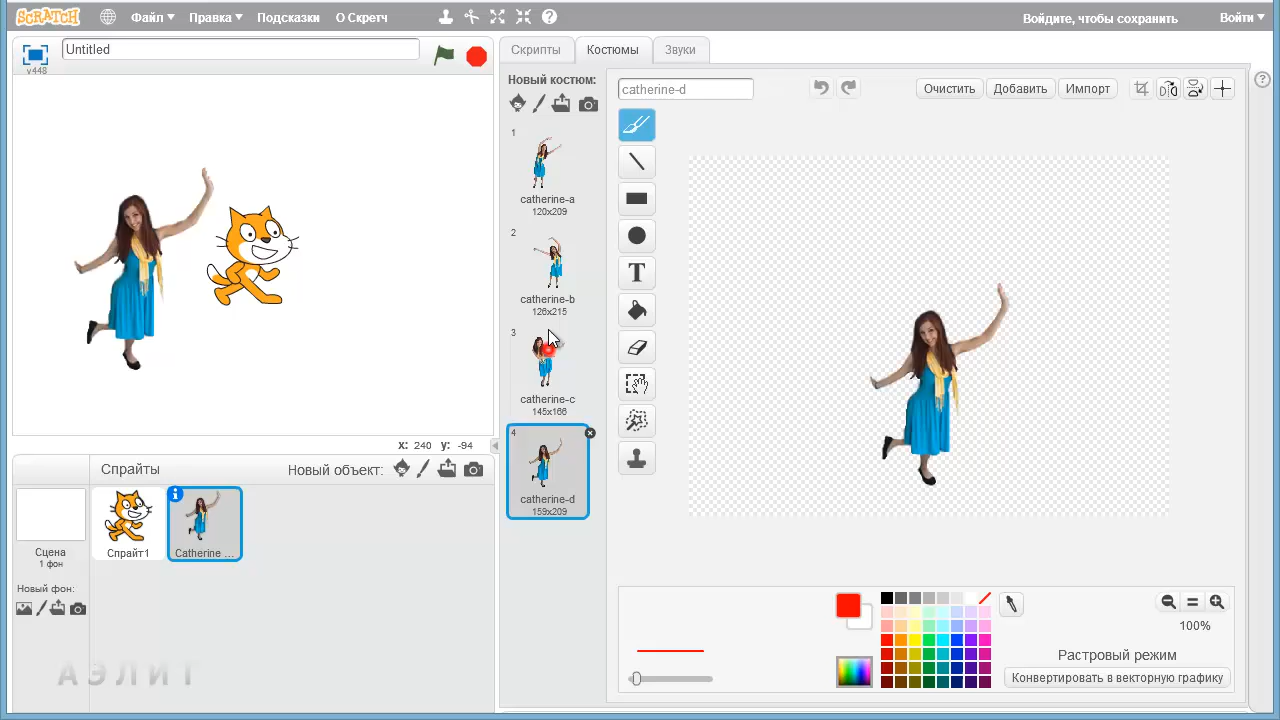 SCRATCH
Файл
Правка
Подсказки
О Скретч
Войдите, чтобы сохранить
Войти
Untitled
v448
Скрипты
Костюмы
Звуки
Новый костюм:
catherine-d
Очистить
Добавить
Импорт
1
catherine-a
120x209
2
catherine-b
126x215
3
catherine-c
145x166
4
catherine-d
159x209
T
x: 240 y: -94
Спрайты
Новый объект:
Сцена
1 фон
Спрайт1
Catherine ...
Новый фон:
100%
Растровый режим
Конвертировать в векторную графику
АЭЛИТ